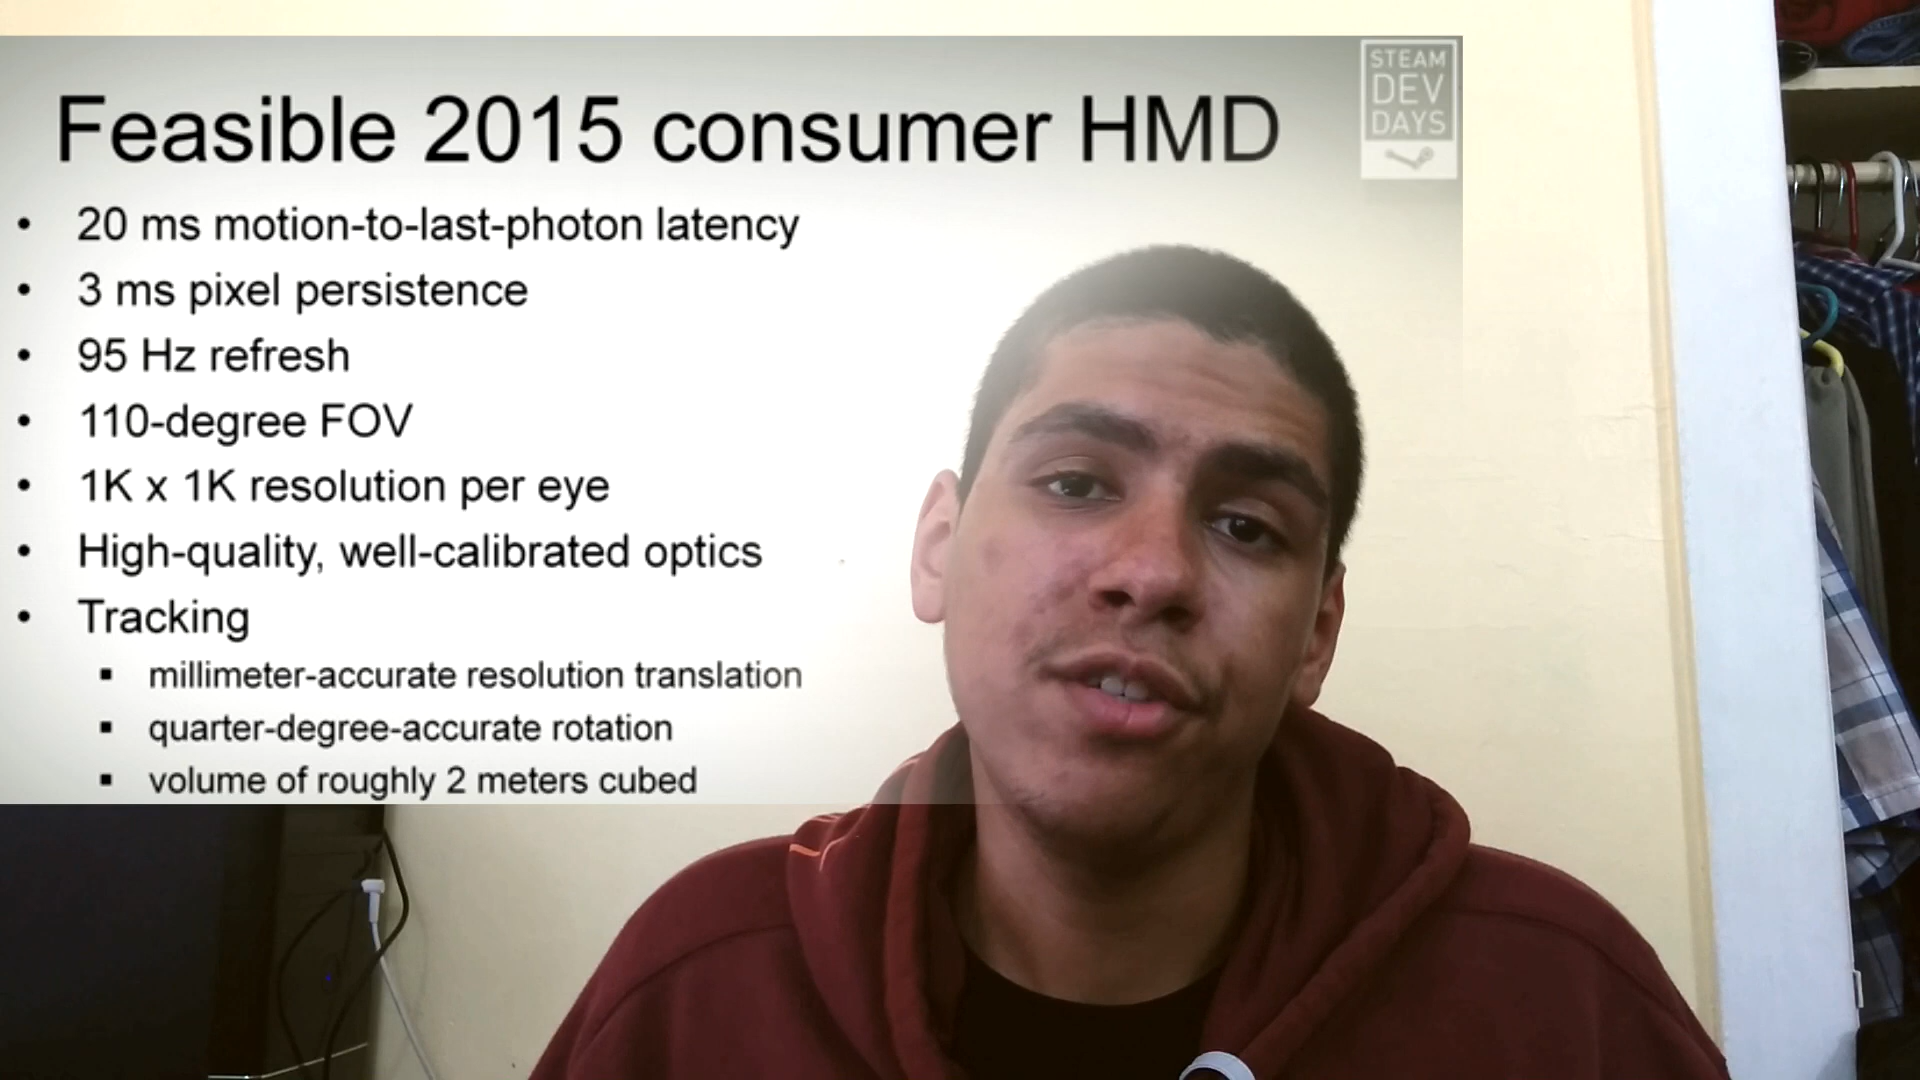 Feasible 2015 consumer HMD
STEAM
DEV
DAYS
• 20 ms motion-to-last-photon latency
• 3 ms pixel persistence
• 95 Hz refresh
• 110-degree FOV
• 1K x 1K resolution per eye
• High-quality, well-calibrated optics
• Tracking
▪ millimeter-accurate resolution translation
▪ quarter-degree-accurate rotation
▪ volume of roughly 2 meters cubed